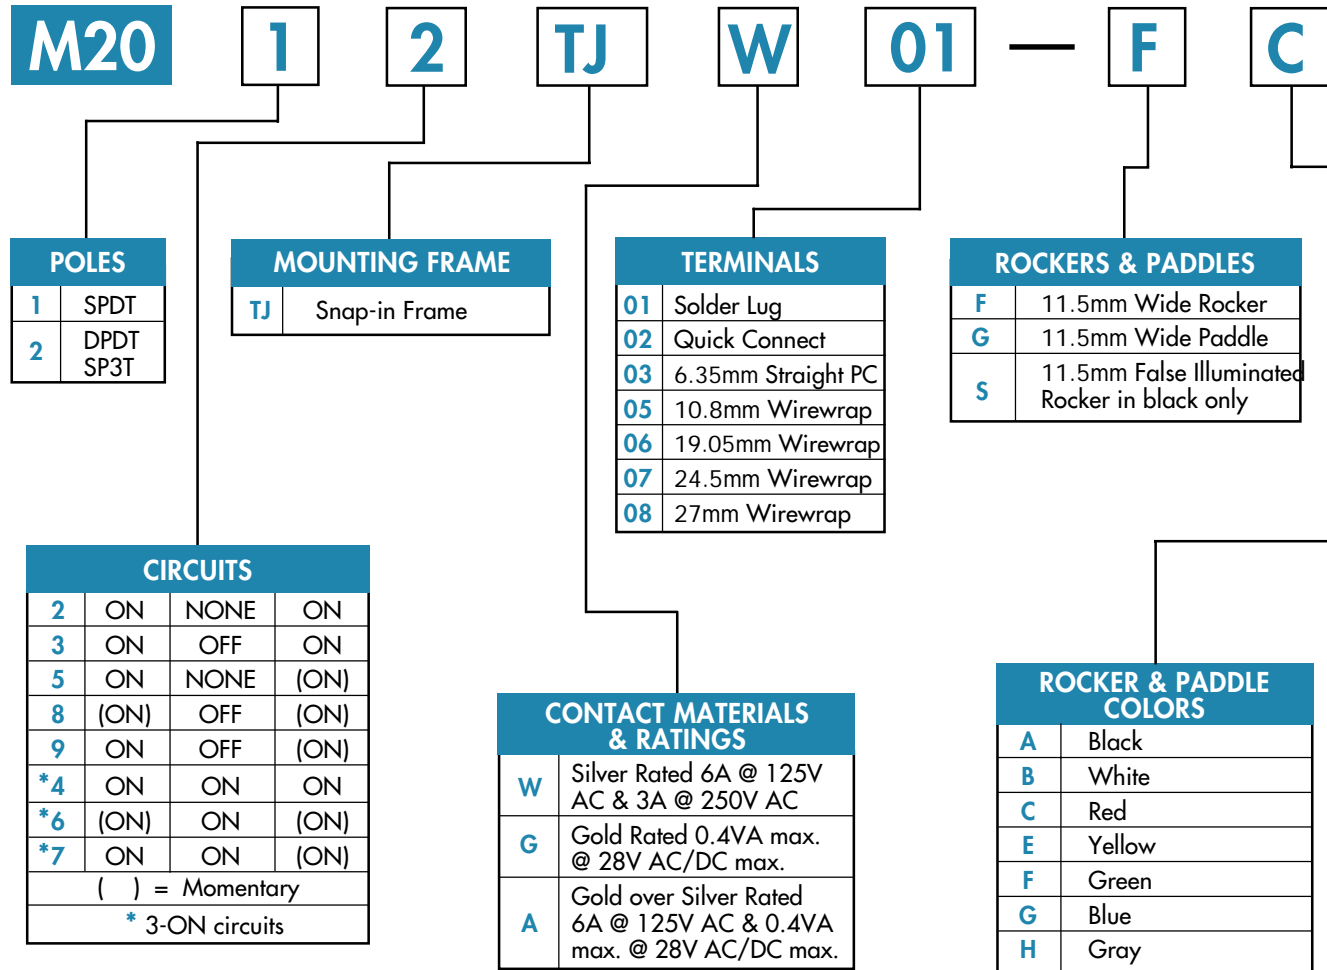 M20 1 2 TJ W 01 — F C
POLES
1 SPDT
2 DPDT
SP3T
MOUNTING FRAME
TJ Snap-in Frame
TERMINALS
01 Solder Lug
02 Quick Connect
03 6.35mm Straight PC
05 10.8mm Wirewrap
06 19.05mm Wirewrap
07 24.5mm Wirewrap
08 27mm Wirewrap
ROCKERS & PADDLES
F 11.5mm Wide Rocker
G 11.5mm Wide Paddle
S 11.5mm False Illuminated
Rocker in black only
CIRCUITS
2 ON NONE ON
3 ON OFF ON
5 ON NONE (ON)
8 (ON) OFF (ON)
9 ON OFF (ON)
*4 ON ON ON
*6 (ON) ON (ON)
*7 ON ON (ON)
( ) = Momentary
* 3-ON circuits
CONTACT MATERIALS
& RATINGS
W Silver Rated 6A @ 125V
AC & 3A @ 250V AC
G Gold Rated 0.4VA max.
@ 28V AC/DC max.
A Gold over Silver Rated
6A @ 125V AC & 0.4VA
max. @ 28V AC/DC max.
ROCKER & PADDLE
COLORS
A Black
B White
C Red
E Yellow
F Green
G Blue
H Gray